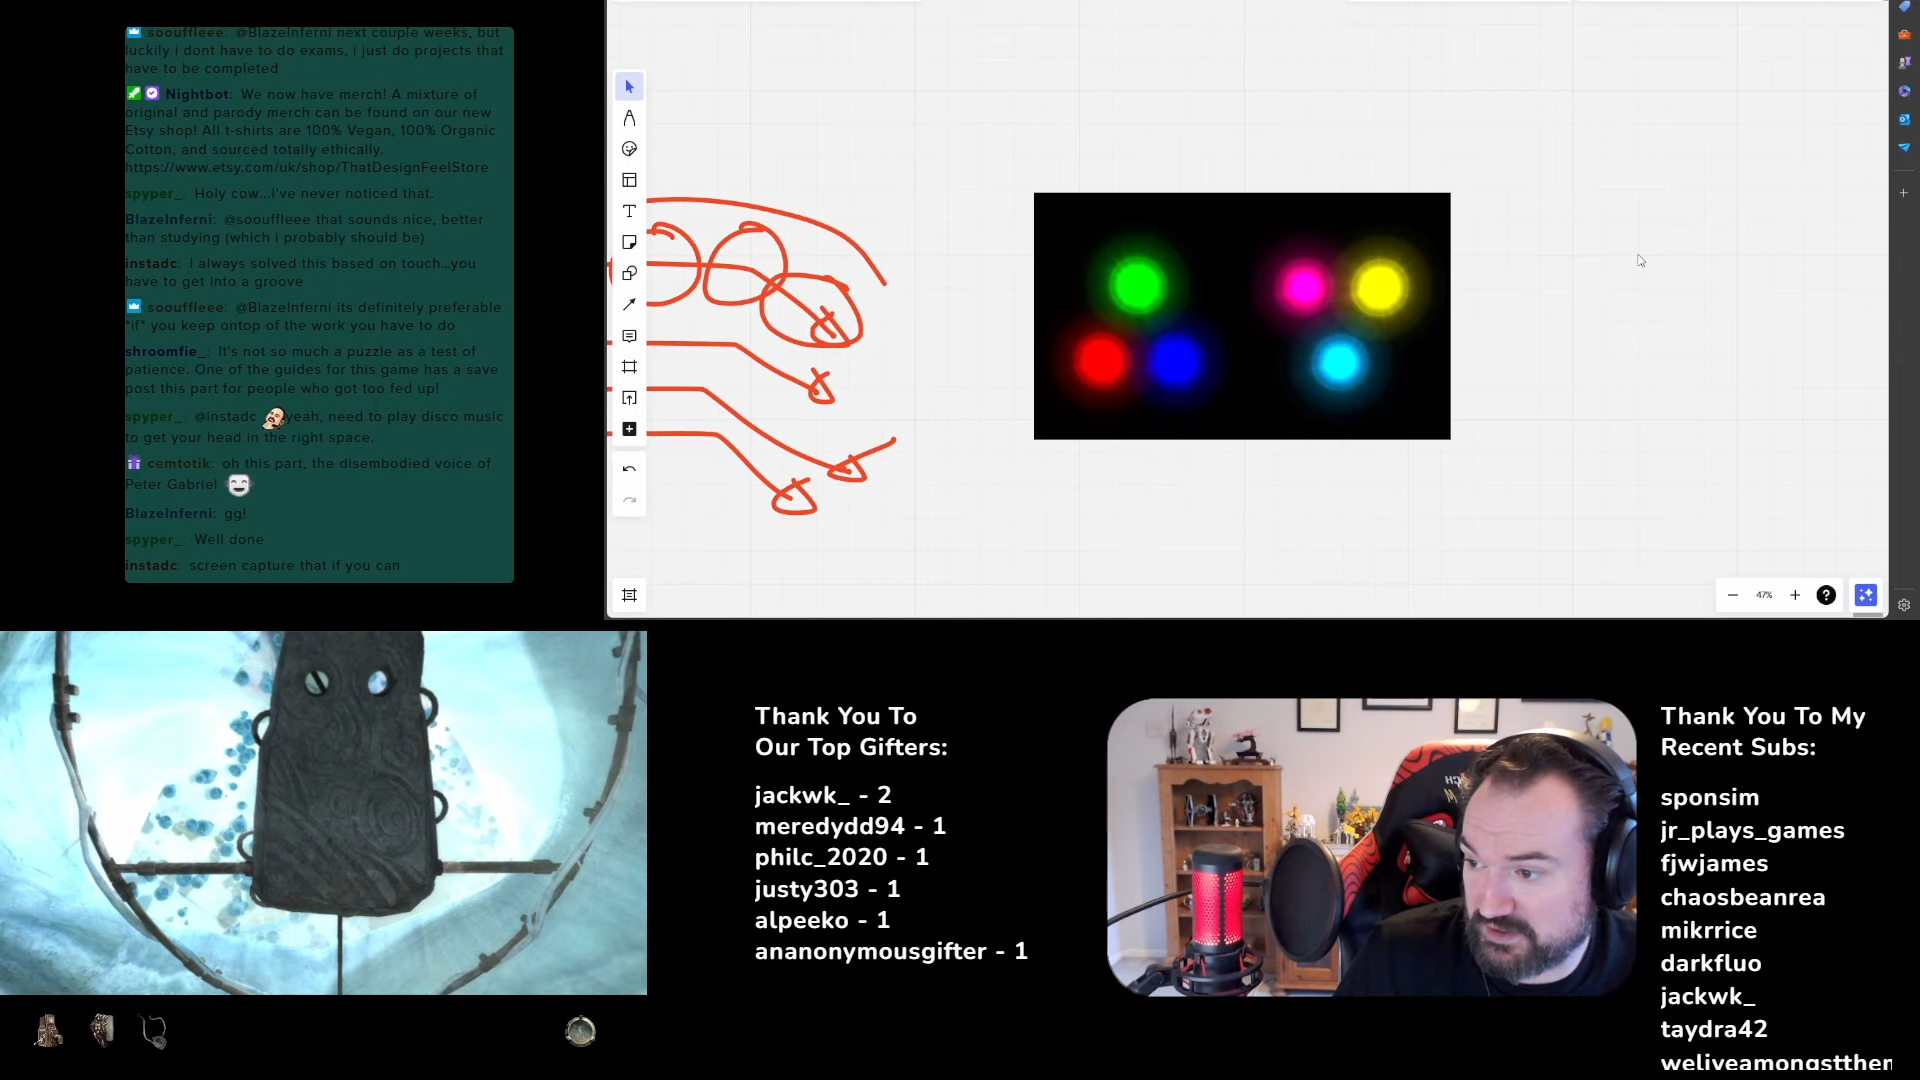 soouffleee: @BlazeInferni next couple weeks, but
luckily i dont have to do exams, i just do projects that
have to be completed
Nightbot: We now have merch! A mixture of
original and parody merch can be found on our new
Etsy shop! All t-shirts are 100% Vegan, 100% Organic
Cotton, and sourced totally ethically.
https://www.etsy.com/uk/shop/ThatDesignFeelStore
spyper_: Holy cow...I've never noticed that.
BlazeInferni: @soouffleee that sounds nice, better
than studying (which i probably should be)
instadc: I always solved this based on touch...you
have to get into a groove
soouffleee: @BlazeInferni its definitely preferable
*if* you keep ontop of the work you have to do
shroomfie_: It's not so much a puzzle as a test of
patience. One of the guides for this game has a save
post this part for people who got too fed up!
spyper_: @instadc yeah, need to play disco music
to get your head in the right space.
cemtotik: oh this part, the disembodied voice of
Peter Gabriel
BlazeInferni: gg!
spyper_: Well done
instadc: screen capture that if you can
47%
Thank You To
Our Top Gifters:
jackwk_ - 2
meredydd94 - 1
philc_2020 - 1
justy303 - 1
alpeeko - 1
ananonymousgifter - 1
Thank You To My
Recent Subs:
sponsim
jr_plays_games
fjwjames
chaosbeanrea
mikrrice
darkfluo
jackwk_
taydra42